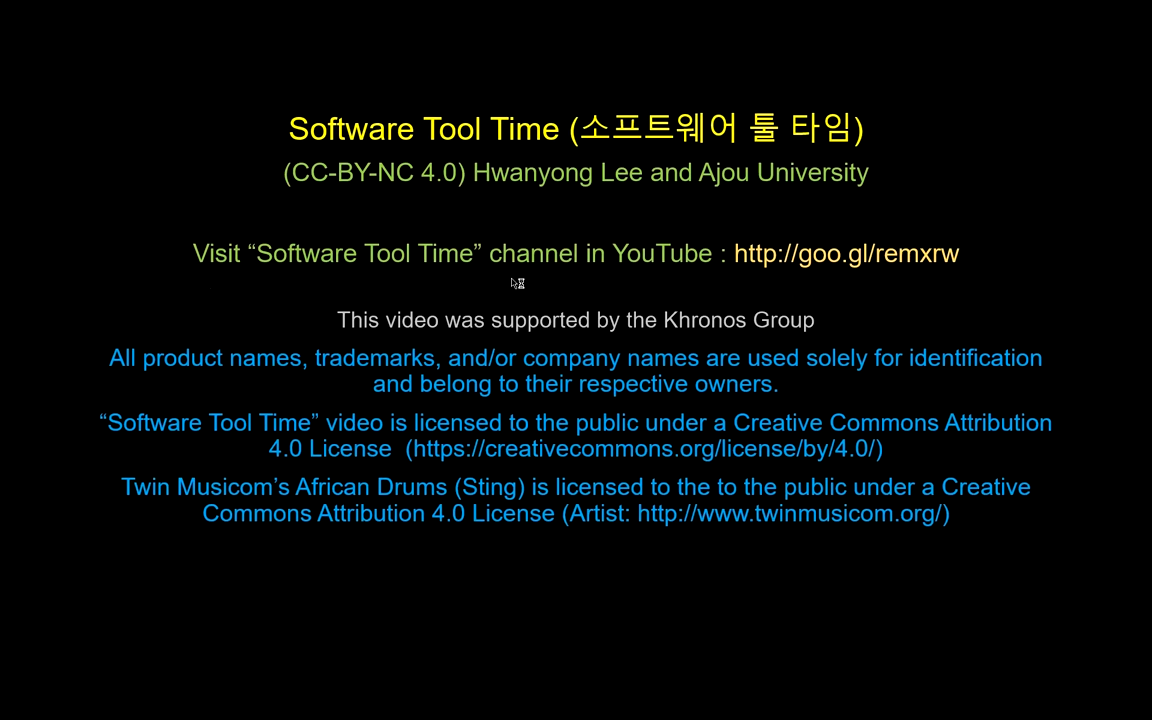 Software Tool Time (소프트웨어 툴 타임)
(CC-BY-NC 4.0) Hwanyong Lee and Ajou University
Visit “Software Tool Time” channel in YouTube : http://goo.gl/remxrw
This video was supported by the Khronos Group
All product names, trademarks, and/or company names are used solely for identification
and belong to their respective owners.
“Software Tool Time” video is licensed to the public under a Creative Commons Attribution
4.0 License  (https://creativecommons.org/license/by/4.0/)
Twin Musicom’s African Drums (Sting) is licensed to the to the public under a Creative
Commons Attribution 4.0 License (Artist: http://www.twinmusicom.org/)